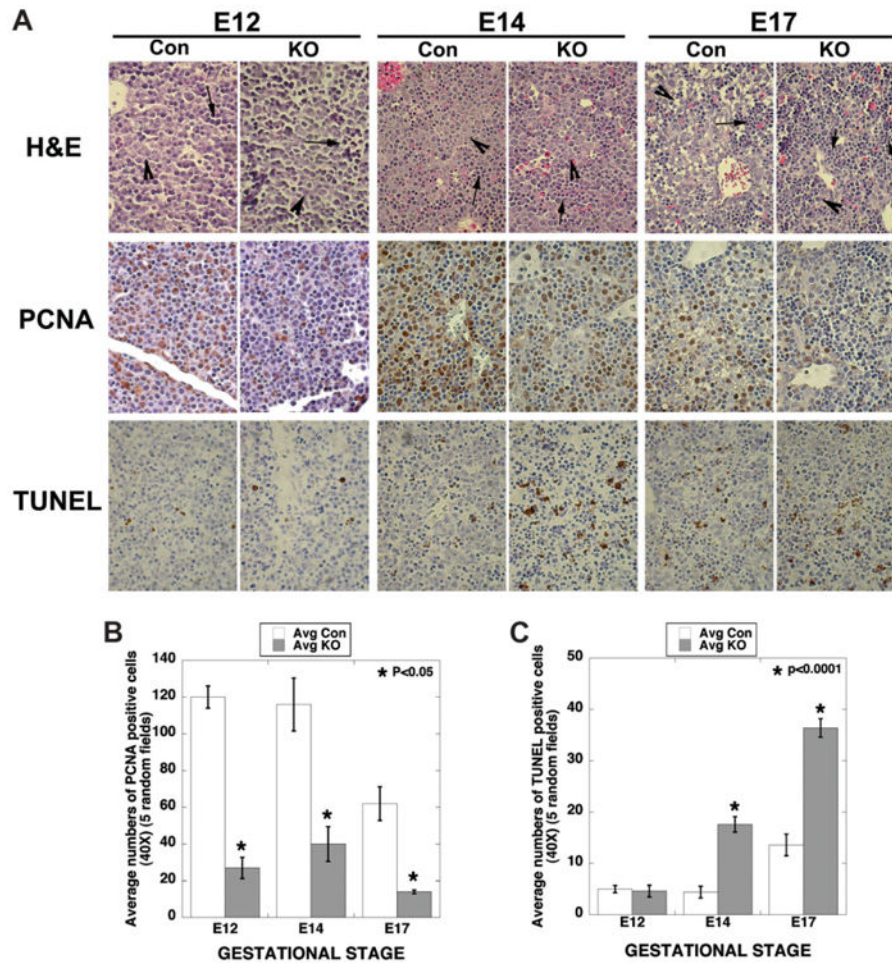 A
E12 E14 E17
Con KO Con KO Con KO
H&E
PCNA
TUNEL
B
Avg Con
Avg KO
* P<0.05
Average numbers of PCNA positive cells
(40X) (5 random fields)
140
120
100
80
60
40
20
0
* * *
E12 E14 E17
GESTATIONAL STAGE
C
Avg Con
Avg KO
* p<0.0001
Average numbers of TUNEL positive cells
(40X) (5 random fields)
50
40
30
20
10
0
* *
E12 E14 E17
GESTATIONAL STAGE